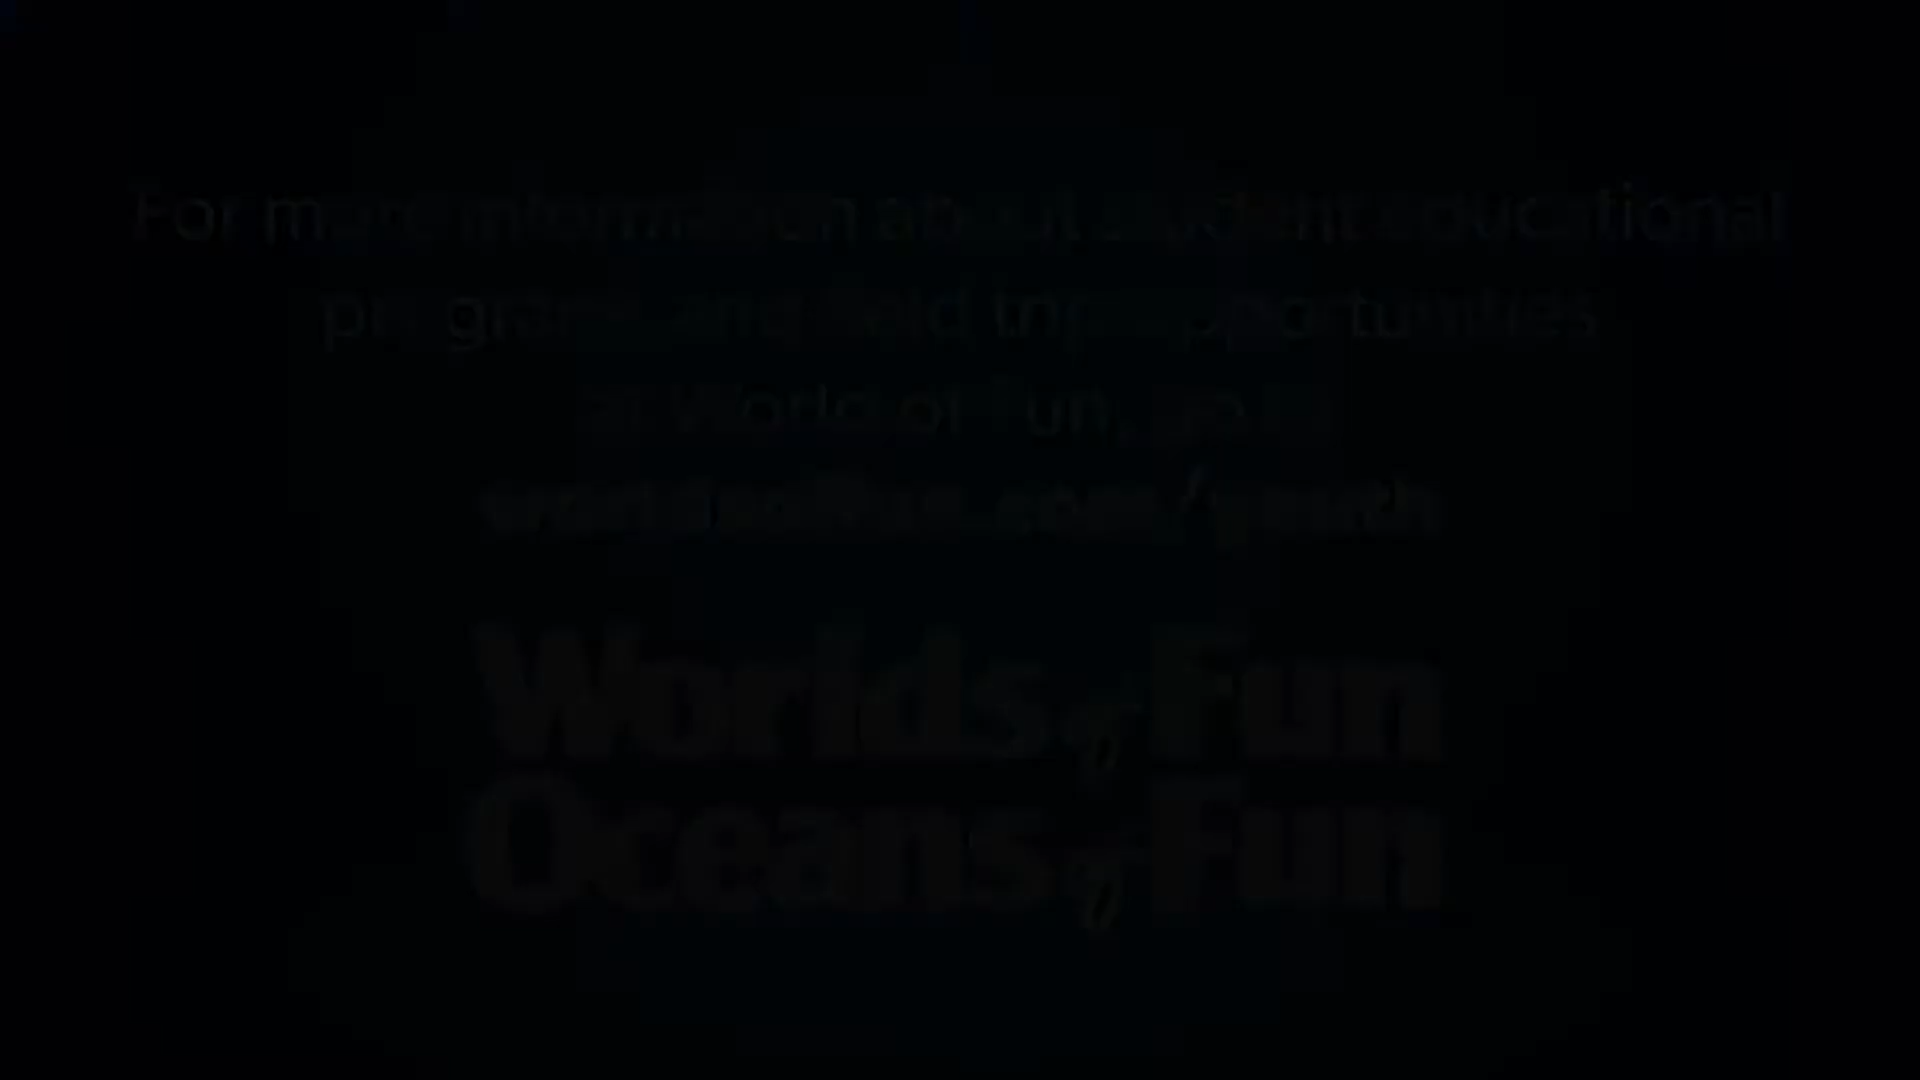 For more information about student educational
programs and field trip opportunities
at World of Fun, go to
worldsoffun.com/youth
Worlds of Fun
Oceans of Fun